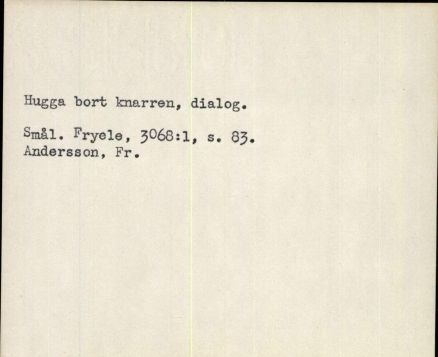 Hugga bort knarren, dialog.
Smål. Fryele, 3068:1, s. 83.
Andersson, Fr.